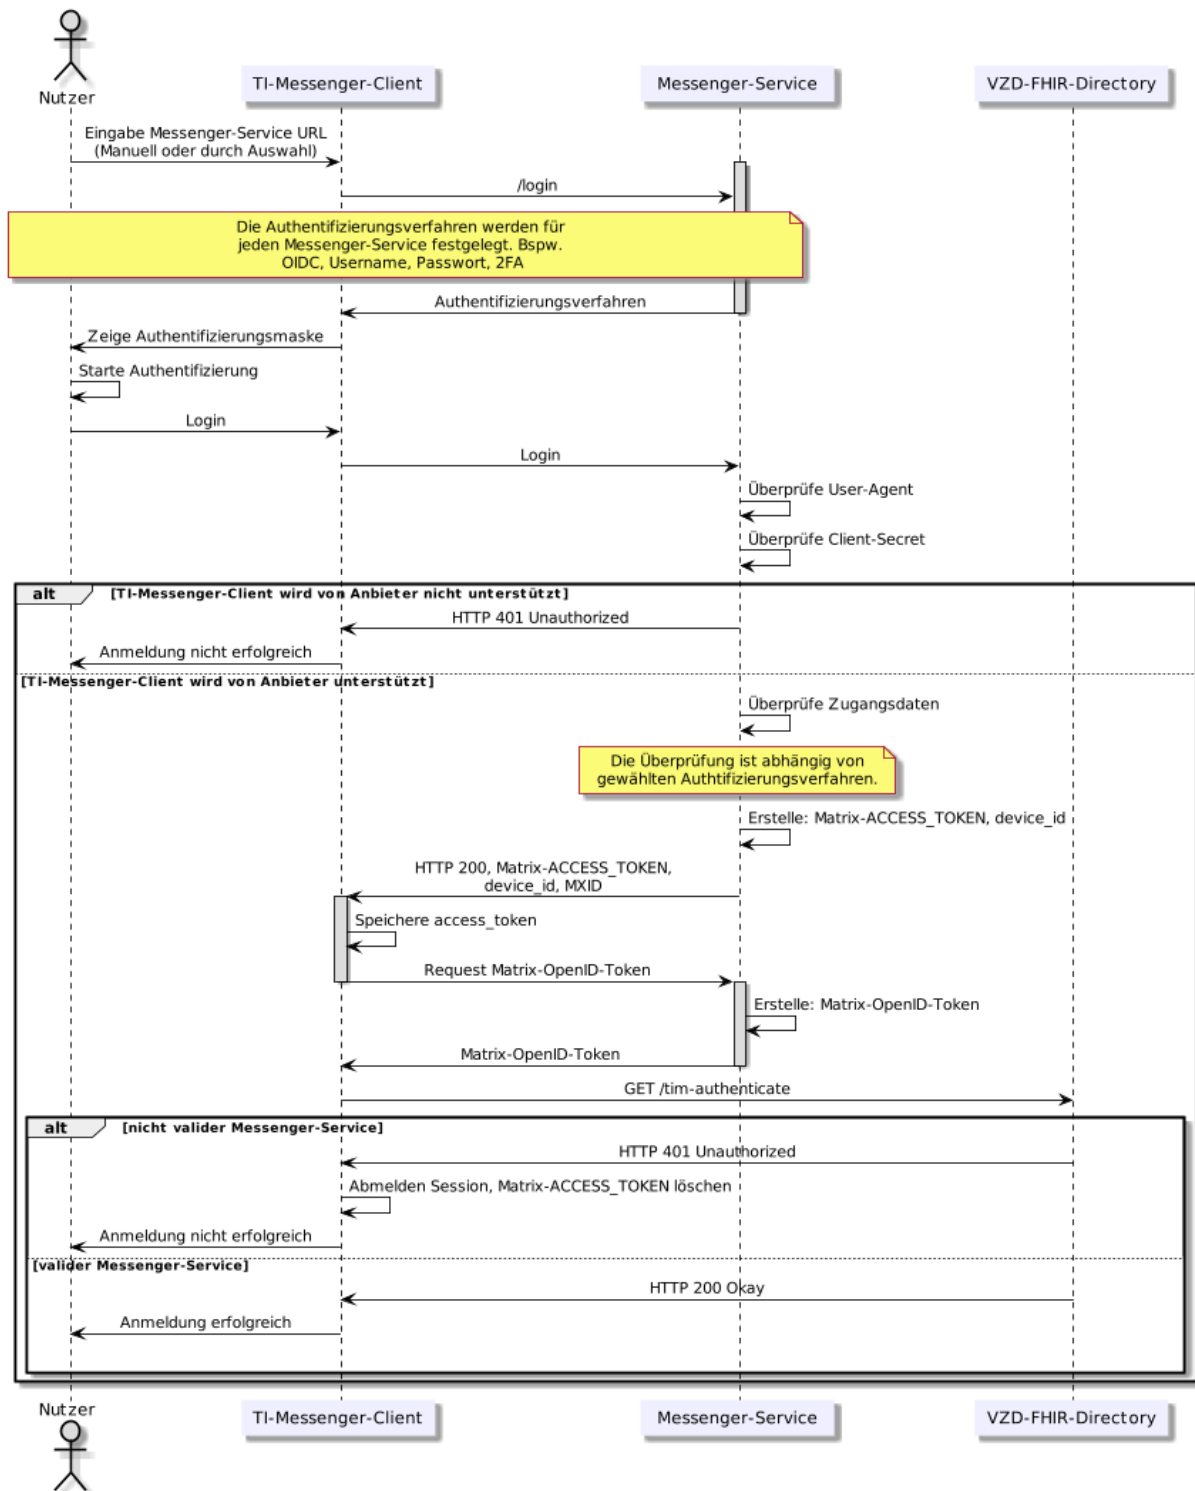 Nutzer
TI-Messenger-Client
Messenger-Service
VZD-FHIR-Directory
Eingabe Messenger-Service URL
(Manuell oder durch Auswahl)
/login
Die Authentifizierungsverfahren werden für
jeden Messenger-Service festgelegt. Bspw.
OIDC, Username, Passwort, 2FA
Authentifizierungsverfahren
Zeige Authentifizierungsmaske
Starte Authentifizierung
Login
Login
Überprüfe User-Agent
Überprüfe Client-Secret
alt [TI-Messenger-Client wird von Anbieter nicht unterstützt]
HTTP 401 Unauthorized
Anmeldung nicht erfolgreich
[TI-Messenger-Client wird von Anbieter unterstützt]
Überprüfe Zugangsdaten
Die Überprüfung ist abhängig von
gewählten Authtifizierungsverfahren.
Erstelle: Matrix-ACCESS_TOKEN, device_id
HTTP 200, Matrix-ACCESS_TOKEN,
device_id, MXID
Speichere access_token
Request Matrix-OpenID-Token
Erstelle: Matrix-OpenID-Token
Matrix-OpenID-Token
GET /tim-authenticate
alt [nicht valider Messenger-Service]
HTTP 401 Unauthorized
Abmelden Session, Matrix-ACCESS_TOKEN löschen
Anmeldung nicht erfolgreich
[valider Messenger-Service]
HTTP 200 Okay
Anmeldung erfolgreich
Nutzer
TI-Messenger-Client
Messenger-Service
VZD-FHIR-Directory